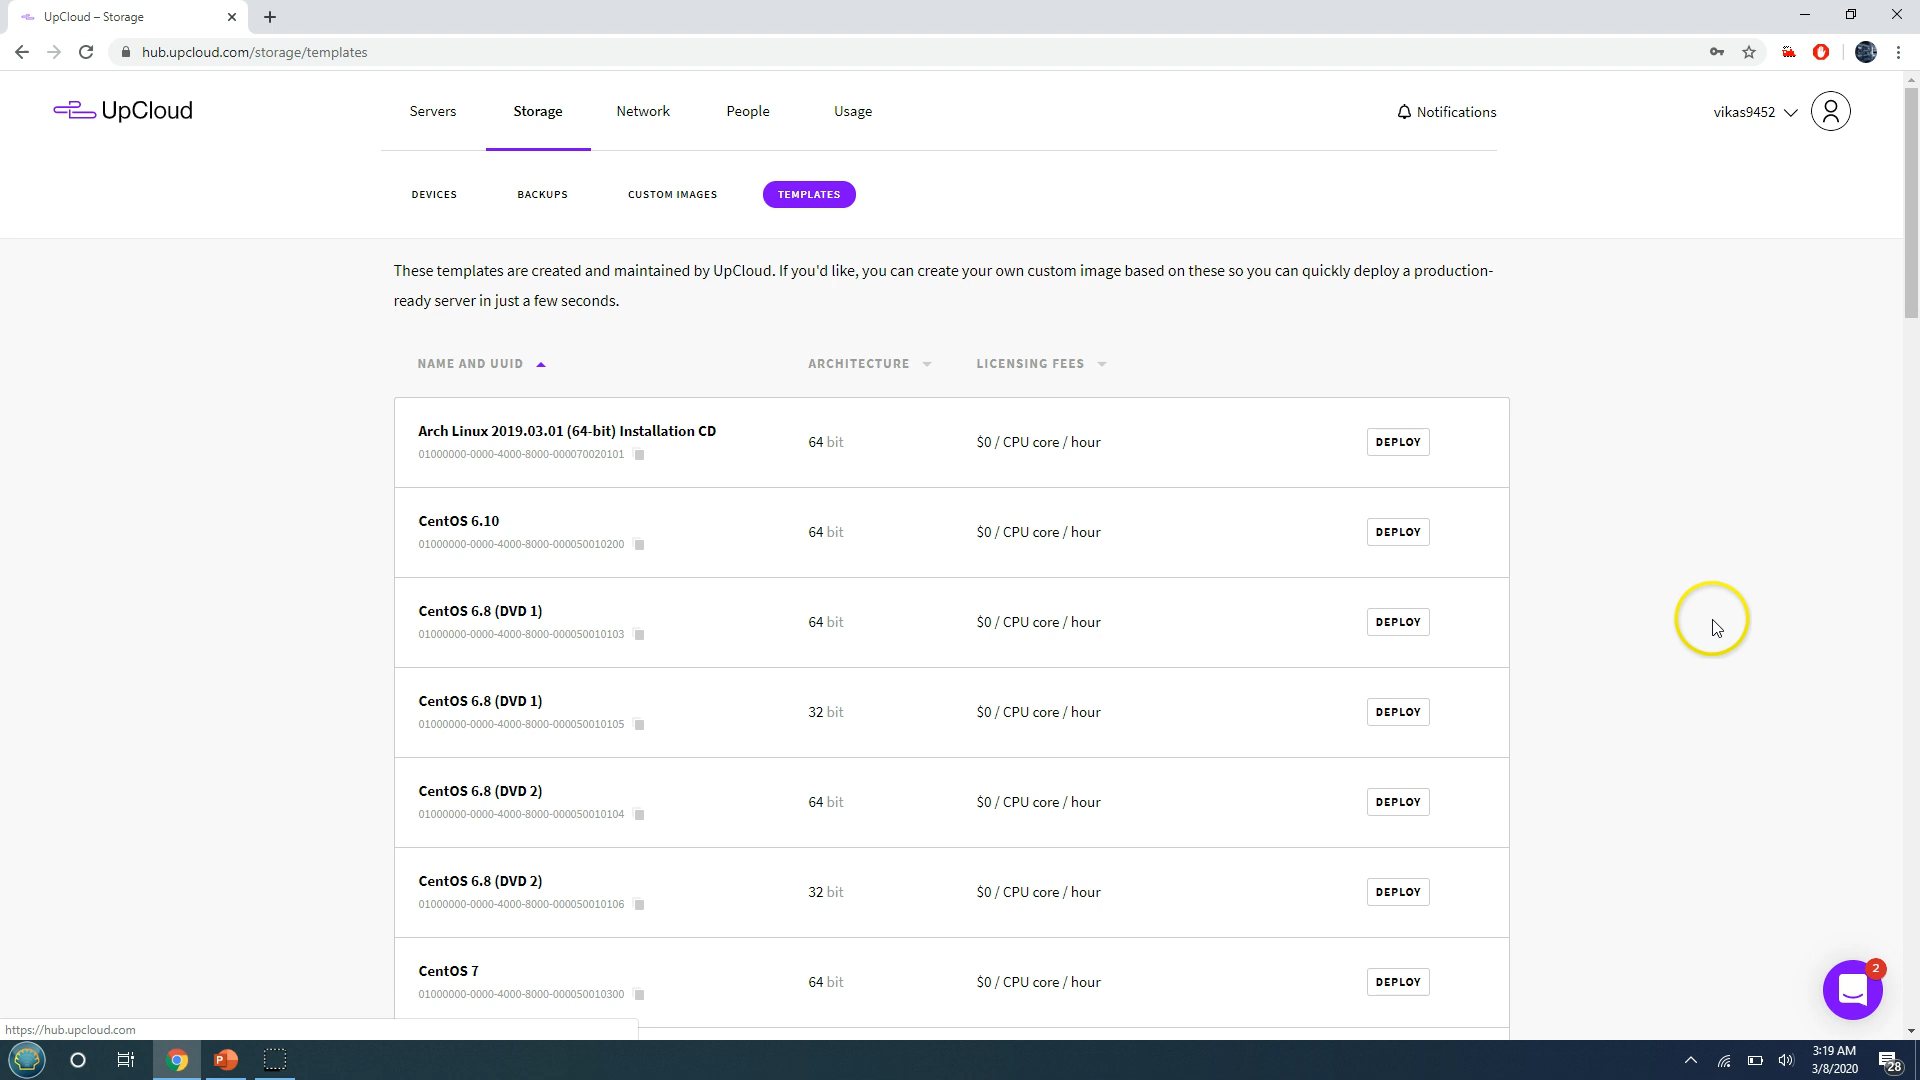 UpCloud – Storage
hub.upcloud.com/storage/templates
UpCloud
Servers
Storage
Network
People
Usage
Notifications
vikas9452
DEVICES
BACKUPS
CUSTOM IMAGES
TEMPLATES
These templates are created and maintained by UpCloud. If you'd like, you can create your own custom image based on these so you can quickly deploy a production-
ready server in just a few seconds.
NAME AND UUID
ARCHITECTURE
LICENSING FEES
Arch Linux 2019.03.01 (64-bit) Installation CD
01000000-0000-4000-8000-000070020101
64 bit
$0 / CPU core / hour
DEPLOY
CentOS 6.10
01000000-0000-4000-8000-000050010200
64 bit
$0 / CPU core / hour
DEPLOY
CentOS 6.8 (DVD 1)
01000000-0000-4000-8000-000050010103
64 bit
$0 / CPU core / hour
DEPLOY
CentOS 6.8 (DVD 1)
01000000-0000-4000-8000-000050010105
32 bit
$0 / CPU core / hour
DEPLOY
CentOS 6.8 (DVD 2)
01000000-0000-4000-8000-000050010104
64 bit
$0 / CPU core / hour
DEPLOY
CentOS 6.8 (DVD 2)
01000000-0000-4000-8000-000050010106
32 bit
$0 / CPU core / hour
DEPLOY
CentOS 7
01000000-0000-4000-8000-000050010300
64 bit
$0 / CPU core / hour
DEPLOY
2
https://hub.upcloud.com
3:19 AM
3/8/2020
28